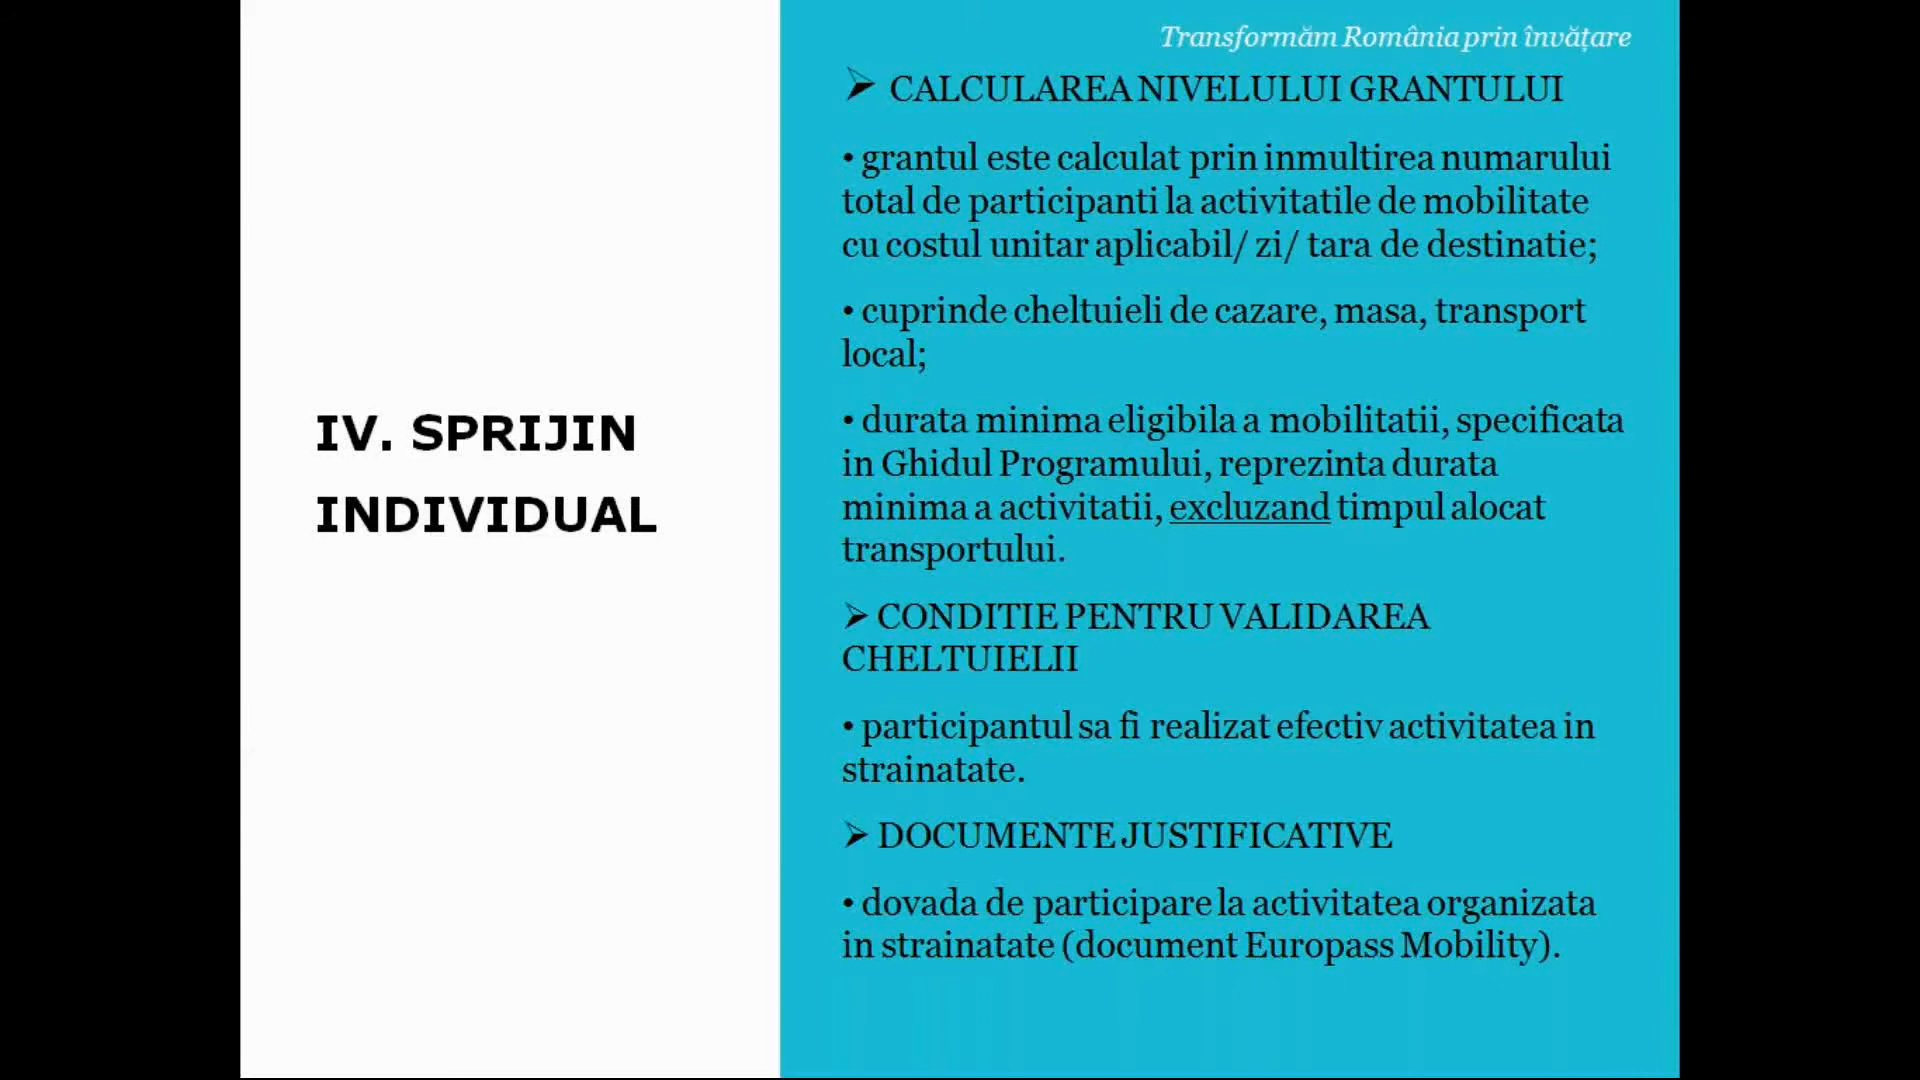 Transformăm România prin învățare
➢ CALCULAREA NIVELULUI GRANTULUI
• grantul este calculat prin inmultirea numarului
total de participanti la activitatile de mobilitate
cu costul unitar aplicabil/ zi/ tara de destinatie;
• cuprinde cheltuieli de cazare, masa, transport
local;
• durata minima eligibila a mobilitatii, specificata
in Ghidul Programului, reprezinta durata
minima a activitatii, excluzand timpul alocat
transportului.
➢ CONDITIE PENTRU VALIDAREA
CHELTUIELII
• participantul sa fi realizat efectiv activitatea in
strainatate.
➢ DOCUMENTE JUSTIFICATIVE
• dovada de participare la activitatea organizata
in strainatate (document Europass Mobility).
IV. SPRIJIN
INDIVIDUAL